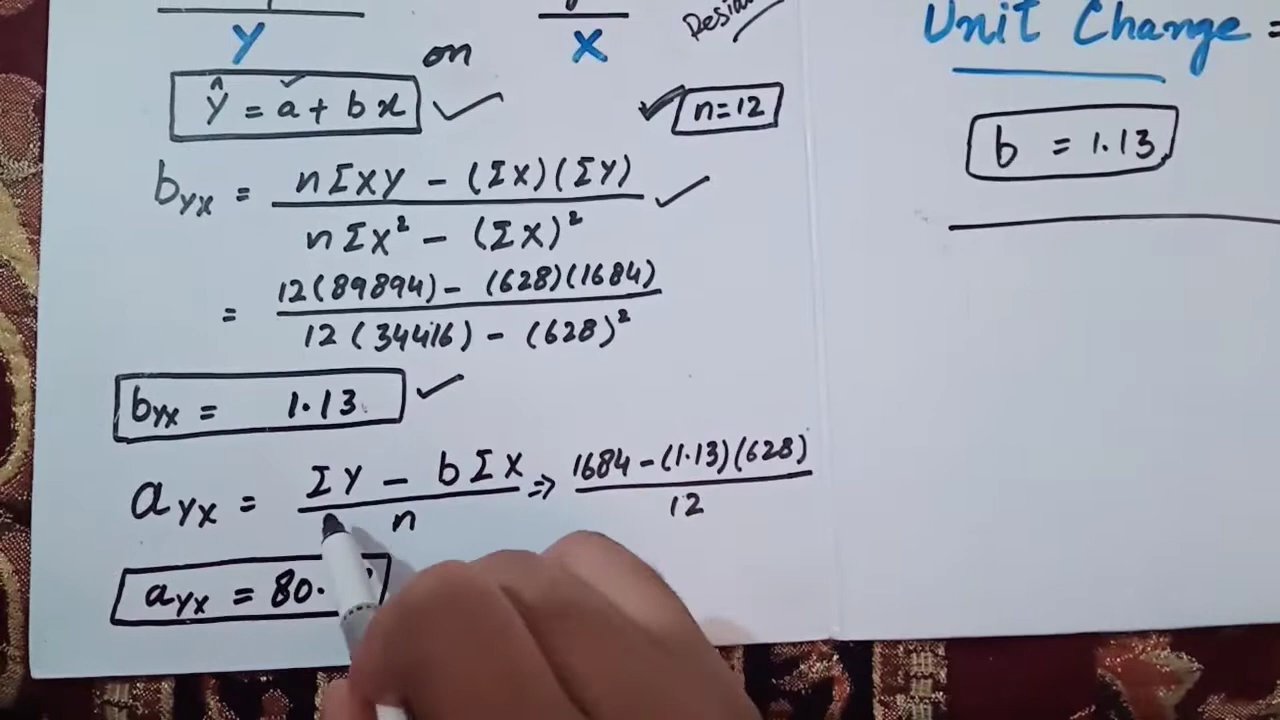 Y on X
Ŷ = a + bx
n=12
bYX = nΣXY - (ΣX)(ΣY) / nΣX² - (ΣX)²
= 12(89894) - (628)(1684) / 12(34416) - (628)²
bYX = 1.13
aYX = ΣY - bΣX / n ⇒ 1684 - (1.13)(628) / 12
aYX = 80.
Unit Change =
b = 1.13